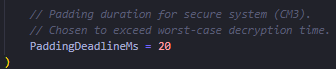 // Padding duration for secure system (CM3).
// Chosen to exceed worst-case decryption time.
PaddingDeadlineMs = 20
)